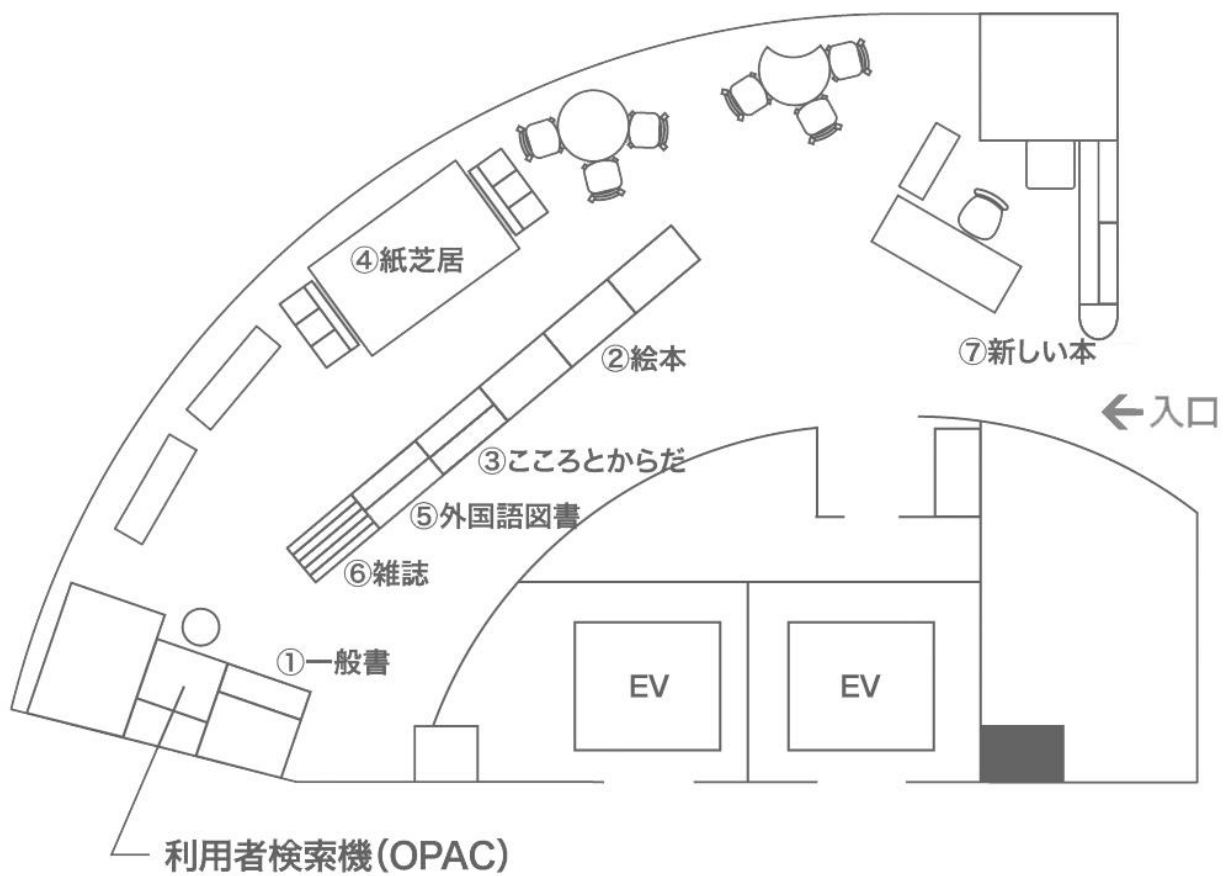 ④紙芝居
②絵本
⑦新しい本
←入口
③こころとからだ
⑤外国語図書
⑥雑誌
①一般書
EV
EV
利用者検索機(OPAC)